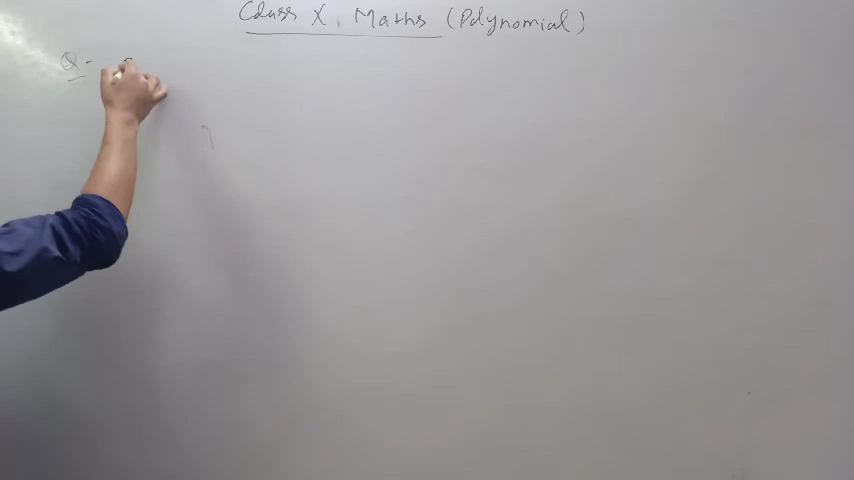 Class X, Maths (Polynomial)
Q-